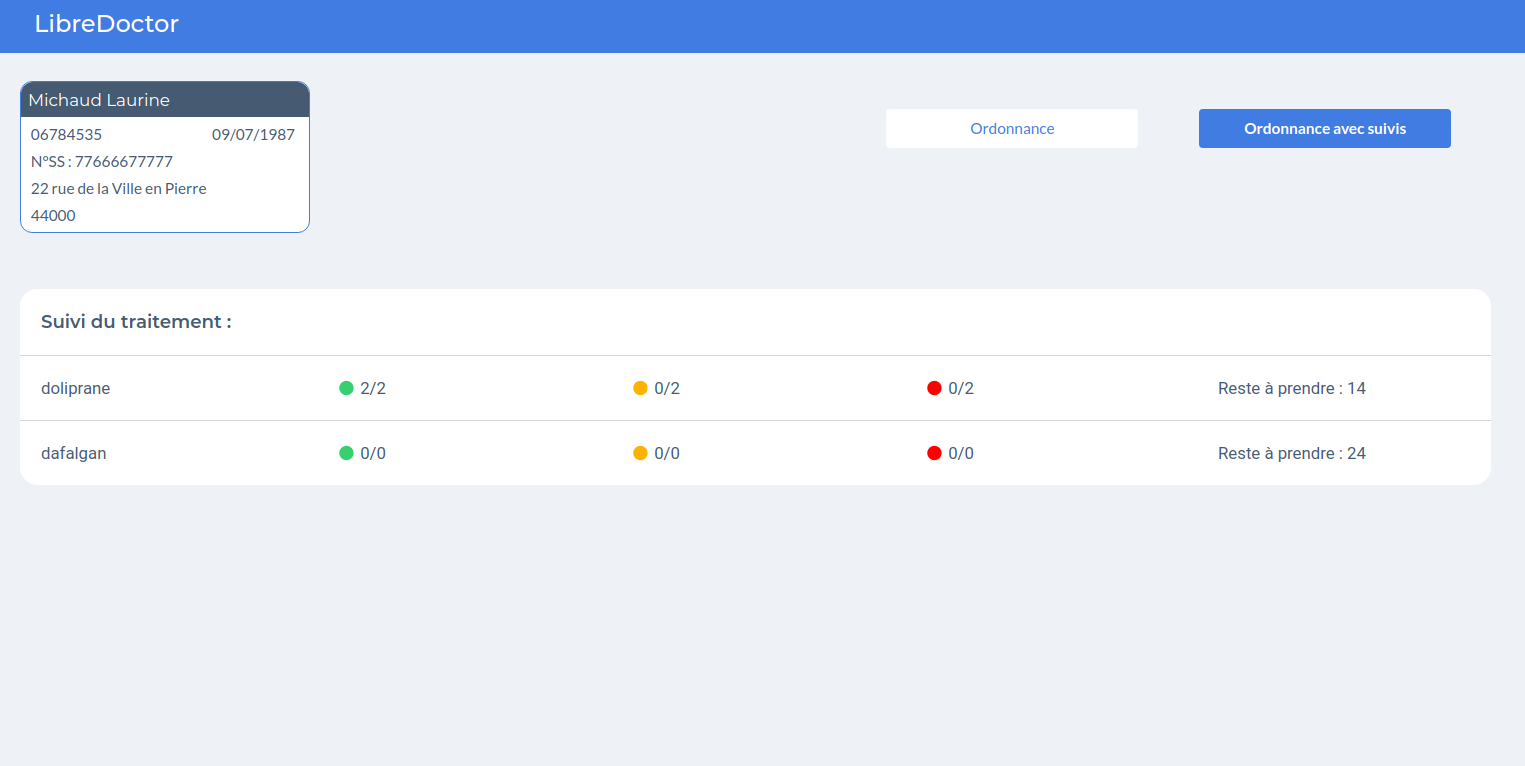 LibreDoctor
Michaud Laurine
06784535 09/07/1987
N°SS : 77666677777
22 rue de la Ville en Pierre
44000
Ordonnance
Ordonnance avec suivis
Suivi du traitement :
doliprane 2/2 0/2 0/2 Reste à prendre : 14
dafalgan 0/0 0/0 0/0 Reste à prendre : 24